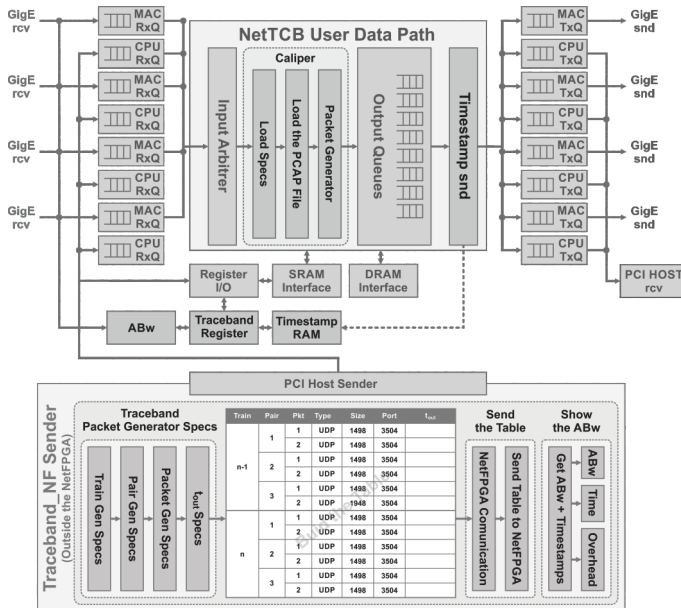 GigE
rcv
GigE
rcv
GigE
rcv
GigE
rcv
MAC
RxQ
CPU
RxQ
MAC
RxQ
CPU
RxQ
MAC
RxQ
CPU
RxQ
MAC
RxQ
CPU
RxQ
NetTCB User Data Path
Input Arbitrer
Caliper
Load Specs
Load the PCAP File
Packet Generator
Output Queues
Timestamp snd
MAC
TxQ
CPU
TxQ
MAC
TxQ
CPU
TxQ
MAC
TxQ
CPU
TxQ
MAC
TxQ
CPU
TxQ
GigE
snd
GigE
snd
GigE
snd
GigE
snd
PCI HOST
rcv
Register
I/O
SRAM
Interface
DRAM
Interface
ABw
Traceband
Register
Timestamp
RAM
PCI Host Sender
Traceband_NF Sender
(Outside the NetFPGA)
Traceband
Packet Generator Specs
Train Gen Specs
Pair Gen Specs
Packet Gen Specs
tout Specs
Train Pair Pkt Type Size Port tout
n-1 1 1 UDP 1498 3504
2 UDP 1498 3504
2 1 UDP 1498 3504
2 UDP 1498 3504
3 1 UDP 1498 3504
2 UDP 1948 3504
n 1 1 UDP 1498 3504
2 UDP 1498 3504
2 1 UDP 1498 3504
2 UDP 1498 3504
3 1 UDP 1498 3504
2 UDP 1498 3504
Build the Table
Send
the Table
NetFPGA Comunication
Send Table to NetFPGA
Show
the ABw
Get ABw + Timestamps
ABw
Time
Overhead